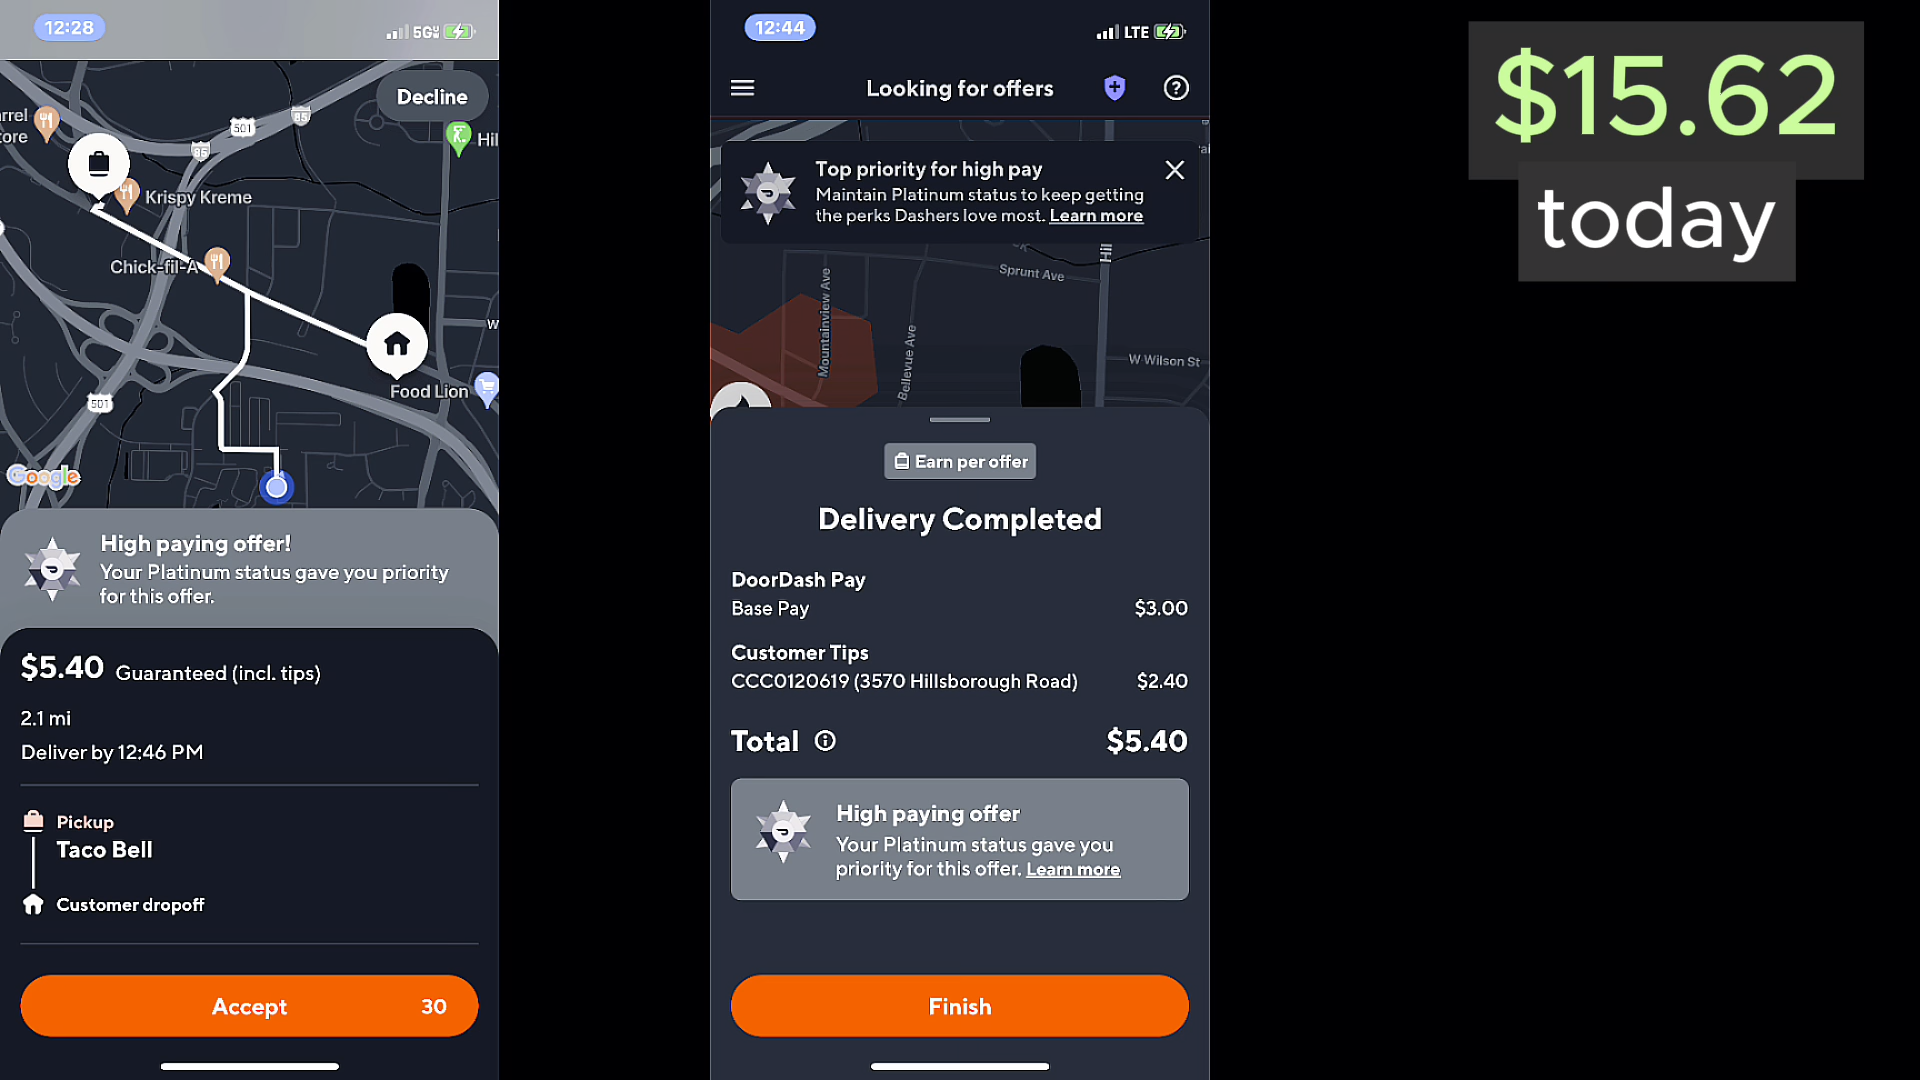 12:28
5G
Decline
rrel
ore
501
85
85
Hil
Krispy Kreme
Chick-fil-A
W
Food Lion
501
Google
High paying offer!
Your Platinum status gave you priority
for this offer.
$5.40 Guaranteed (incl. tips)
2.1 mi
Deliver by 12:46 PM
Pickup
Taco Bell
Customer dropoff
Accept 30
12:44
LTE
Looking for offers
Top priority for high pay
Maintain Platinum status to keep getting
the perks Dashers love most. Learn more
Sprunt Ave
Hil
Mountainview Ave
Bellevue Ave
W Wilson St
Earn per offer
Delivery Completed
DoorDash Pay
Base Pay $3.00
Customer Tips
CCC0120619 (3570 Hillsborough Road) $2.40
Total $5.40
High paying offer
Your Platinum status gave you
priority for this offer. Learn more
Finish
$15.62
today